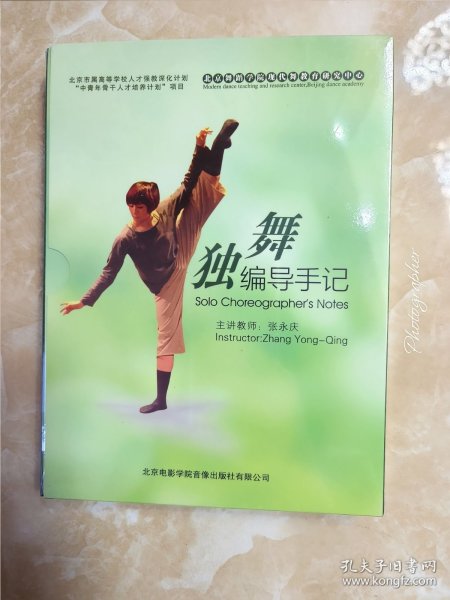 北京市属高等学校人才强教深化计划
“中青年骨干人才培养计划”项目
北京舞蹈学院现代舞教育研究中心
Modern dance teaching and research center,Beijing dance academy
独舞
编导手记
Solo Choreographer's Notes
主讲教师：张永庆
Instructor:Zhang Yong-Qing
北京电影学院音像出版社有限公司
Photographer
孔夫子旧书网
www.kongfz.com